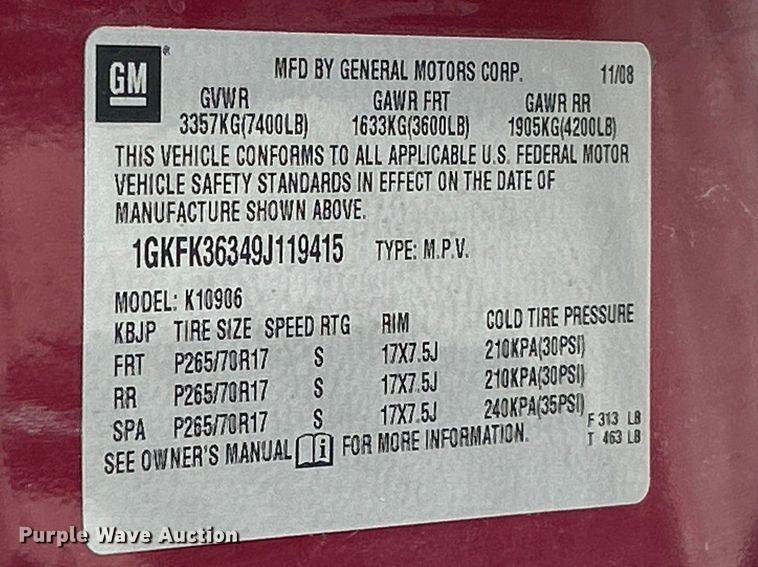 GM ®
MFD BY GENERAL MOTORS CORP. 11/08
GVWR GAWR FRT GAWR RR
3357KG(7400LB) 1633KG(3600LB) 1905KG(4200LB)
THIS VEHICLE CONFORMS TO ALL APPLICABLE U.S. FEDERAL MOTOR
VEHICLE SAFETY STANDARDS IN EFFECT ON THE DATE OF
MANUFACTURE SHOWN ABOVE.
1GKFK36349J119415 TYPE: M.P.V.
MODEL: K10906
KBJP TIRE SIZE SPEED RTG RIM COLD TIRE PRESSURE
FRT P265/70R17 S 17X7.5J 210KPA(30PSI)
RR P265/70R17 S 17X7.5J 210KPA(30PSI)
SPA P265/70R17 S 17X7.5J 240KPA(35PSI)
F 313 LB
SEE OWNER'S MANUAL i FOR MORE INFORMATION. T 463 LB
Purple Wave Auction